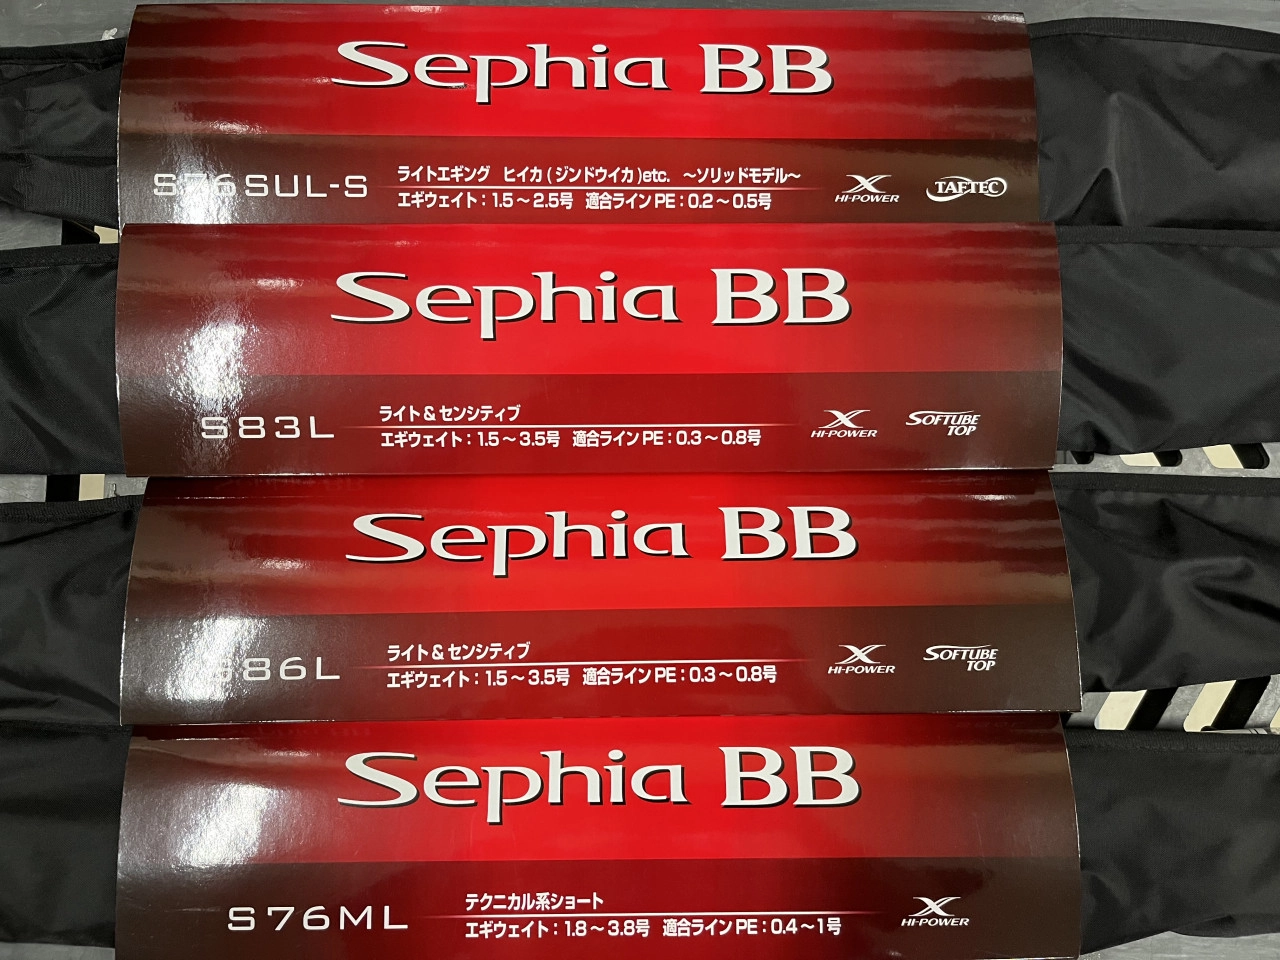 Sephia BB
S76SUL-S
ライトエギング ヒイカ(ジンドウイカ)etc. ～ソリッドモデル～
エギウェイト：1.5～2.5号 適合ラインPE：0.2～0.5号
X
HI-POWER
TAFTEC
Sephia BB
S83L
ライト&センシティブ
エギウェイト：1.5～3.5号 適合ラインPE：0.3～0.8号
X
HI-POWER
SOFTUBE
TOP
Sephia BB
S86L
ライト&センシティブ
エギウェイト：1.5～3.5号 適合ラインPE：0.3～0.8号
X
HI-POWER
SOFTUBE
TOP
Sephia BB
S76ML
テクニカル系ショート
エギウェイト：1.8～3.8号 適合ラインPE：0.4～1号
X
HI-POWER